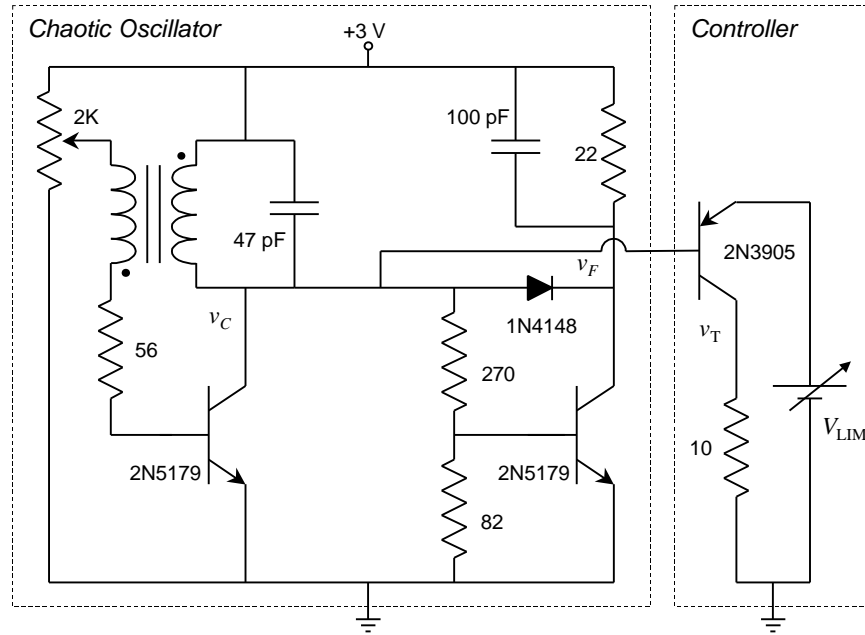 Chaotic Oscillator
Controller
+3 V
2K
100 pF
22
47 pF
v_F
2N3905
v_C
1N4148
v_T
56
270
V_LIM
10
2N5179
2N5179
82